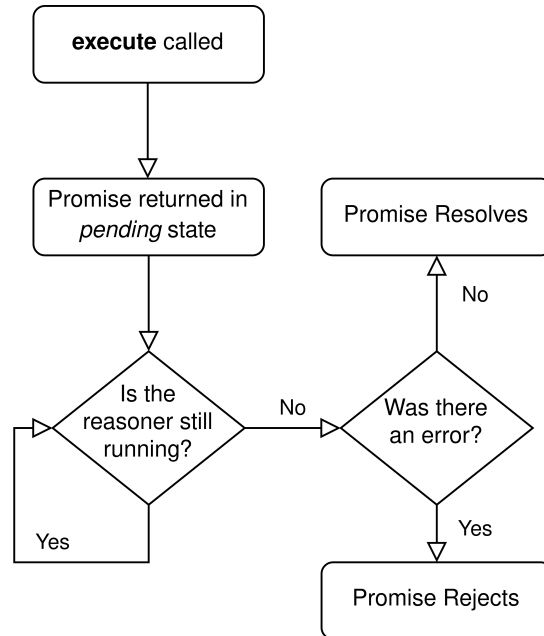 execute called
Promise returned in
pending state
Promise Resolves
No
Is the
reasoner still
running?
No
Was there
an error?
Yes
Yes
Promise Rejects